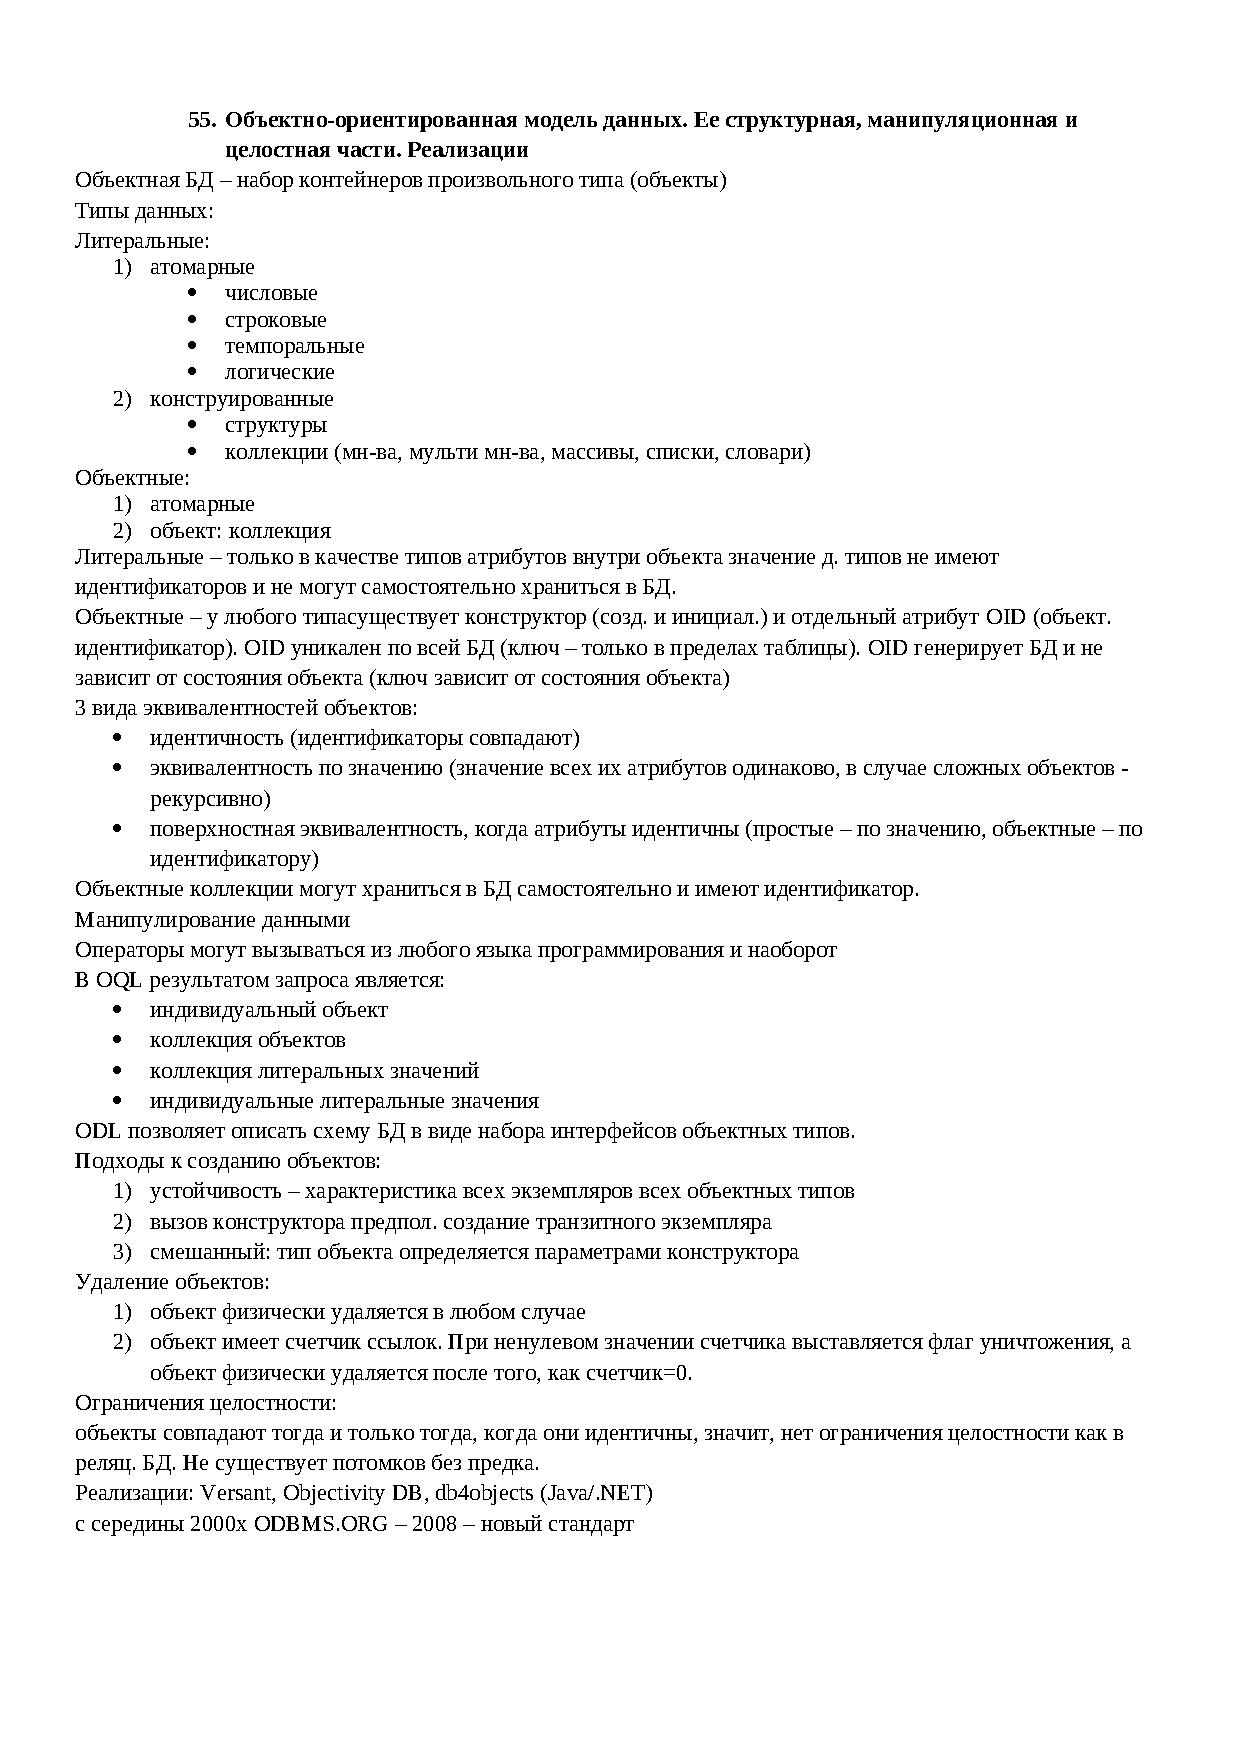 55. Объектно-ориентированная модель данных. Ее структурная, манипуляционная и
целостная части. Реализации
Объектная БД – набор контейнеров произвольного типа (объекты)
Типы данных:
Литеральные:
1) атомарные
• числовые
• строковые
• темпоральные
• логические
2) конструированные
• структуры
• коллекции (мн-ва, мульти мн-ва, массивы, списки, словари)
Объектные:
1) атомарные
2) объект: коллекция
Литеральные – только в качестве типов атрибутов внутри объекта значение д. типов не имеют
идентификаторов и не могут самостоятельно храниться в БД.
Объектные – у любого типасуществует конструктор (созд. и инициал.) и отдельный атрибут OID (объект.
идентификатор). OID уникален по всей БД (ключ – только в пределах таблицы). OID генерирует БД и не
зависит от состояния объекта (ключ зависит от состояния объекта)
3 вида эквивалентностей объектов:
• идентичность (идентификаторы совпадают)
• эквивалентность по значению (значение всех их атрибутов одинаково, в случае сложных объектов -
рекурсивно)
• поверхностная эквивалентность, когда атрибуты идентичны (простые – по значению, объектные – по
идентификатору)
Объектные коллекции могут храниться в БД самостоятельно и имеют идентификатор.
Манипулирование данными
Операторы могут вызываться из любого языка программирования и наоборот
В OQL результатом запроса является:
• индивидуальный объект
• коллекция объектов
• коллекция литеральных значений
• индивидуальные литеральные значения
ODL позволяет описать схему БД в виде набора интерфейсов объектных типов.
Подходы к созданию объектов:
1) устойчивость – характеристика всех экземпляров всех объектных типов
2) вызов конструктора предпол. создание транзитного экземпляра
3) смешанный: тип объекта определяется параметрами конструктора
Удаление объектов:
1) объект физически удаляется в любом случае
2) объект имеет счетчик ссылок. При ненулевом значении счетчика выставляется флаг уничтожения, а
объект физически удаляется после того, как счетчик=0.
Ограничения целостности:
объекты совпадают тогда и только тогда, когда они идентичны, значит, нет ограничения целостности как в
реляц. БД. Не существует потомков без предка.
Реализации: Versant, Objectivity DB, db4objects (Java/.NET)
с середины 2000х ODBMS.ORG – 2008 – новый стандарт